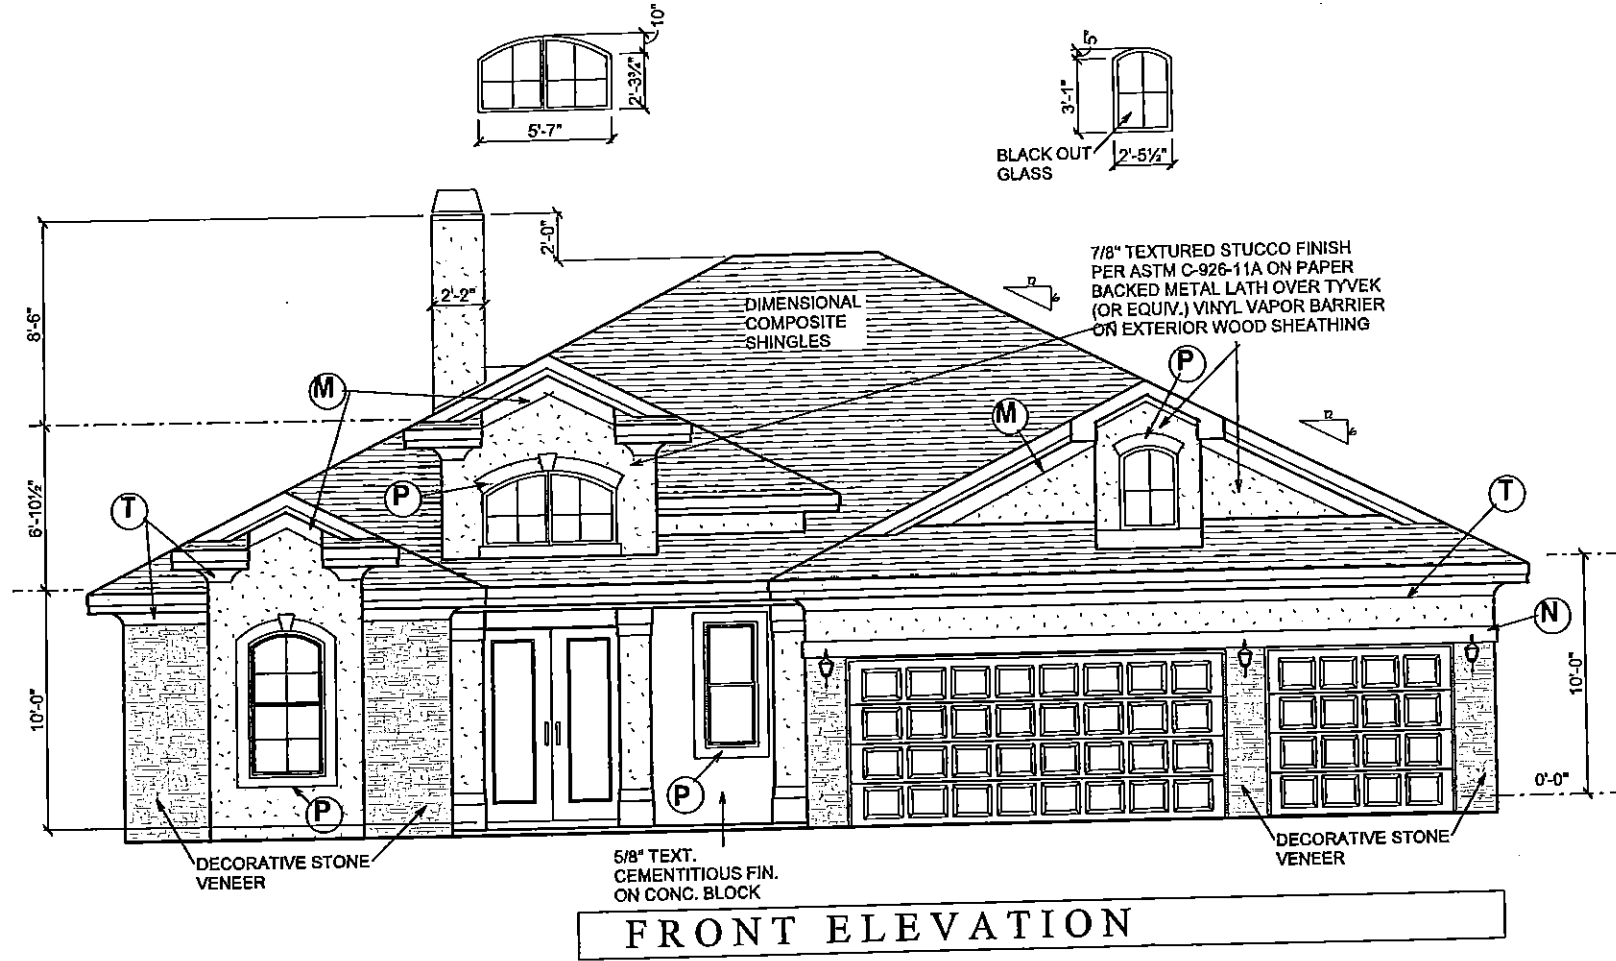 10"
2'-3¾"
5'-7"
5"
3'-1"
2'-5½"
BLACK OUT
GLASS
2'-0"
2'-2"
8'-6"
DIMENSIONAL
COMPOSITE
SHINGLES
7/8" TEXTURED STUCCO FINISH
PER ASTM C-926-11A ON PAPER
BACKED METAL LATH OVER TYVEK
(OR EQUIV.) VINYL VAPOR BARRIER
ON EXTERIOR WOOD SHEATHING
12
6
P
M
M
12
6
P
T
T
6'-10½"
N
10'-0"
10'-0"
0'-0"
P
P
DECORATIVE STONE
VENEER
5/8" TEXT.
CEMENTITIOUS FIN.
ON CONC. BLOCK
DECORATIVE STONE
VENEER
FRONT ELEVATION